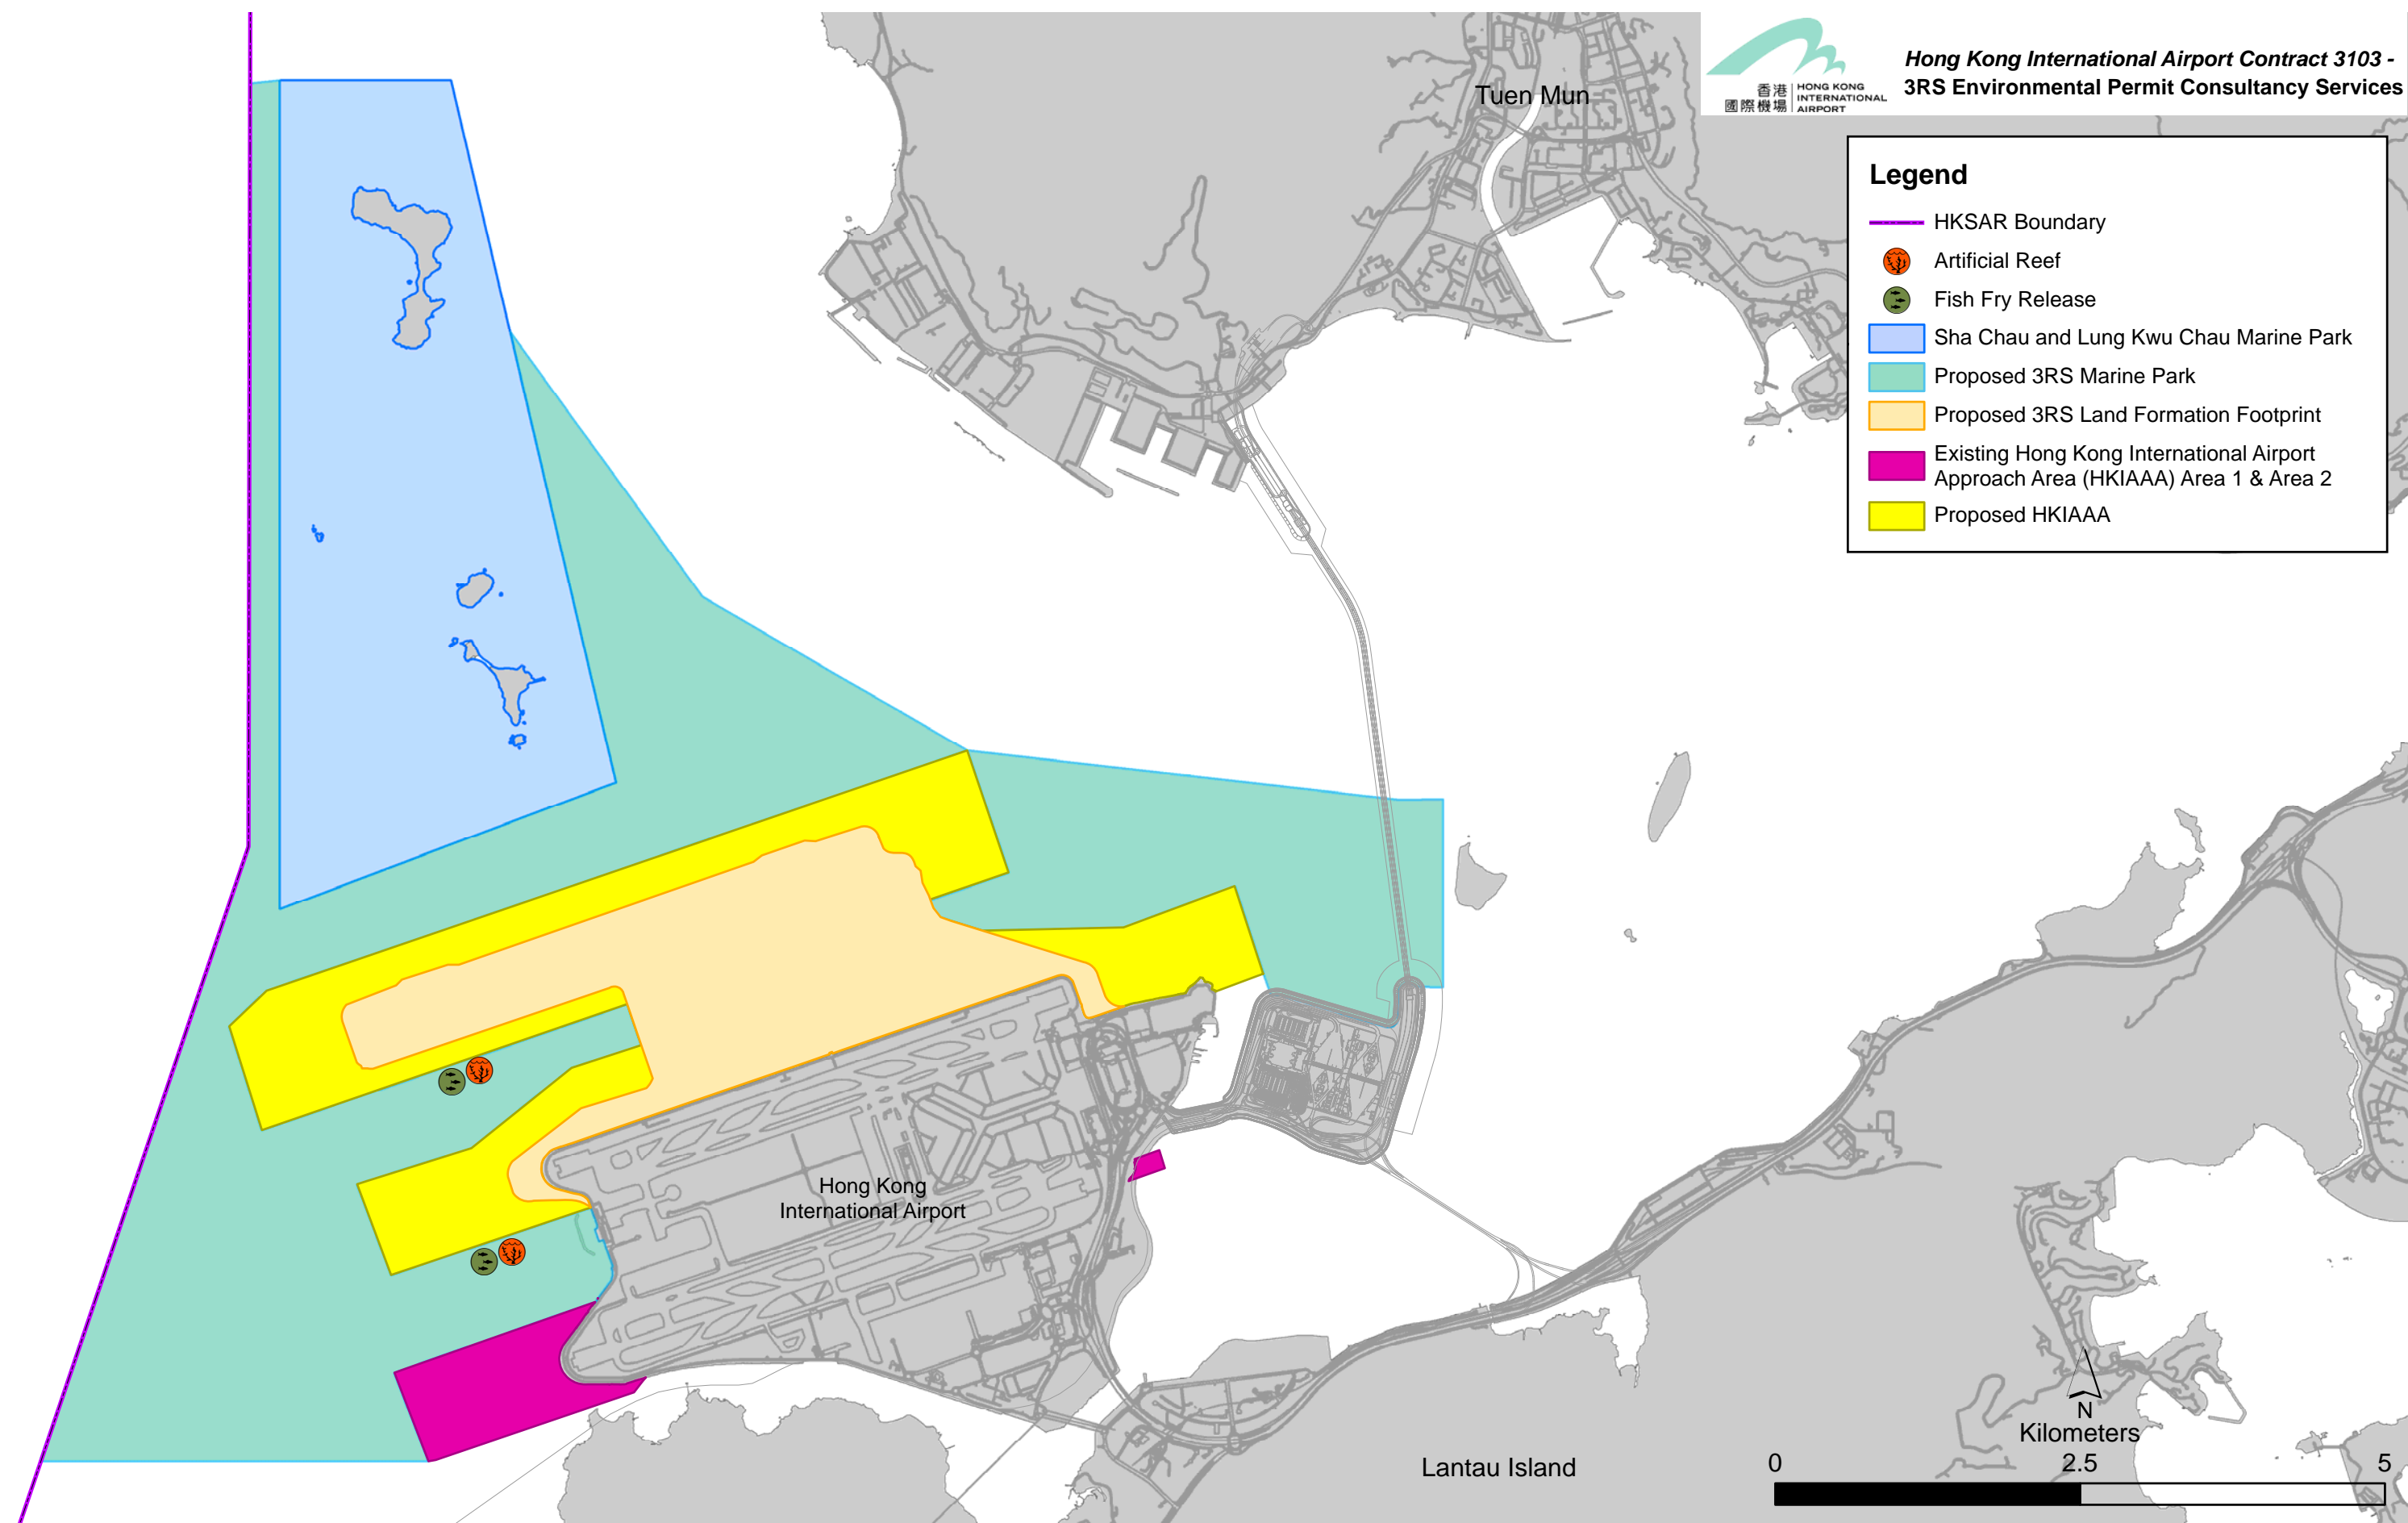 Hong Kong International Airport Contract 3103 -
3RS Environmental Permit Consultancy Services
香港
國際機場
HONG KONG
INTERNATIONAL
AIRPORT
Tuen Mun
Legend
HKSAR Boundary
Artificial Reef
Fish Fry Release
Sha Chau and Lung Kwu Chau Marine Park
Proposed 3RS Marine Park
Proposed 3RS Land Formation Footprint
Existing Hong Kong International Airport
Approach Area (HKIAAA) Area 1 & Area 2
Proposed HKIAAA
Hong Kong
International Airport
Lantau Island
N
Kilometers
0 2.5 5